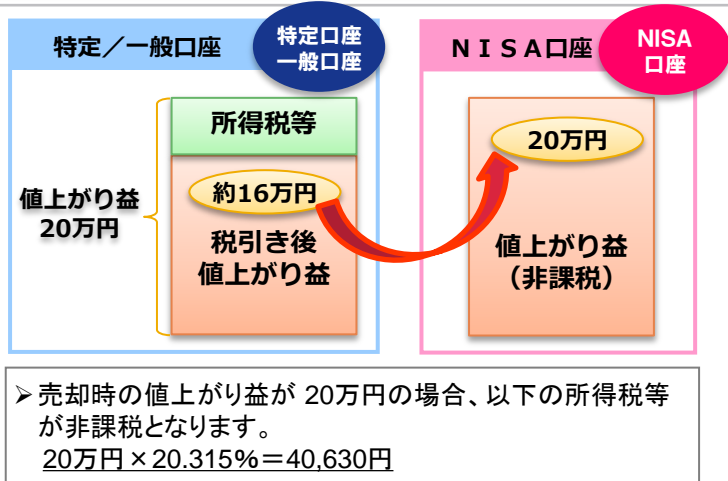 特定／一般口座
特定口座
一般口座
ＮＩＳＡ口座
NISA
口座
所得税等
値上がり益
20万円
約16万円
税引き後
値上がり益
20万円
値上がり益
（非課税）
➢ 売却時の値上がり益が 20万円の場合、以下の所得税等
が非課税となります。
20万円×20.315%＝40,630円